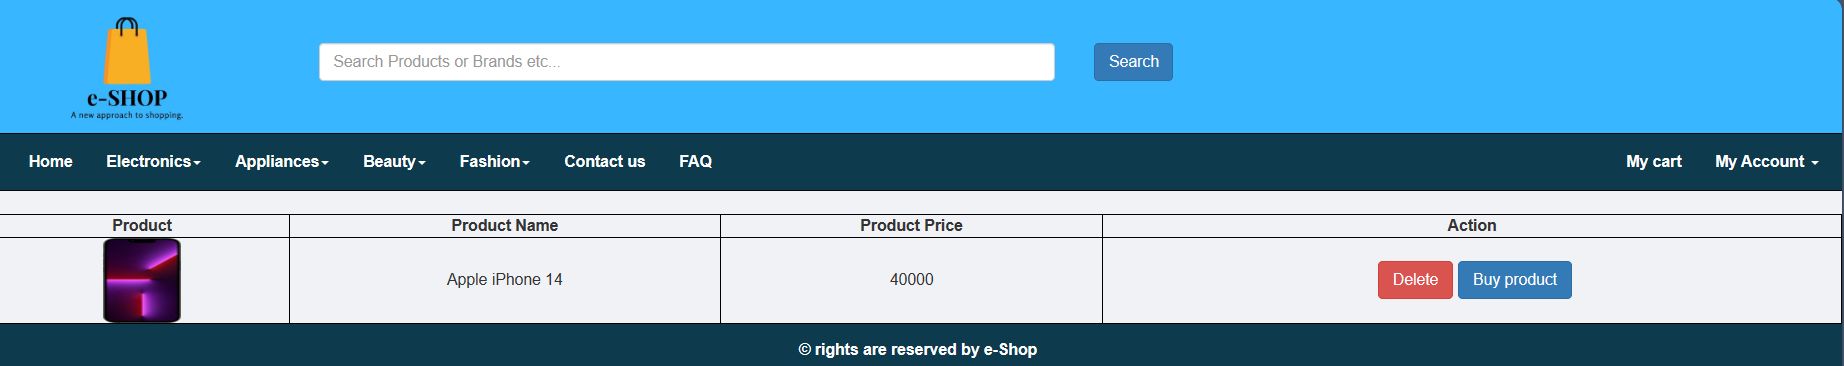 e-SHOP
A new approach to shopping.
Search Products or Brands etc...
Search
Home Electronics Appliances Beauty Fashion Contact us FAQ My cart My Account
Product Product Name Product Price Action
Apple iPhone 14 40000 Delete Buy product
© rights are reserved by e-Shop